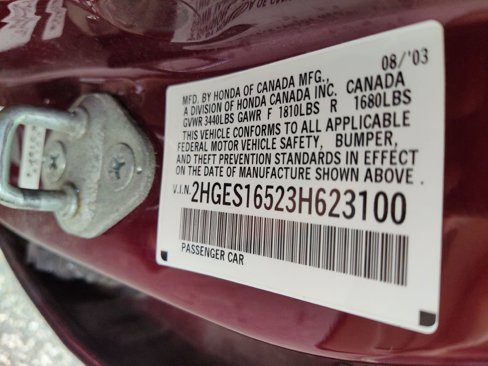 08/'03
MFD. BY HONDA OF CANADA MFG.,
A DIVISION OF HONDA CANADA INC. CANADA
GVWR 3440LBS GAWR F 1810LBS R 1680LBS
THIS VEHICLE CONFORMS TO ALL APPLICABLE
FEDERAL MOTOR VEHICLE SAFETY, BUMPER,
AND THEFT PREVENTION STANDARDS IN EFFECT
ON THE DATE OF MANUFACTURE SHOWN ABOVE.
V.I.N. 2HGES16523H623100
PASSENGER CAR